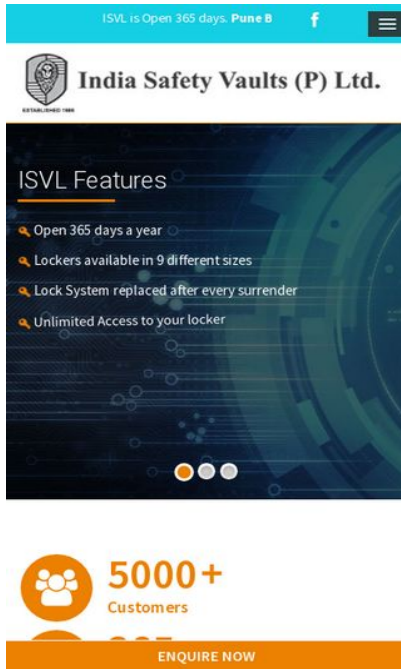 ISVL is Open 365 days. Pune B
f
India Safety Vaults (P) Ltd.
ESTABLISHED 1986
ISVL Features
Open 365 days a year
Lockers available in 9 different sizes
Lock System replaced after every surrender
Unlimited Access to your locker
5000+
Customers
ENQUIRE NOW